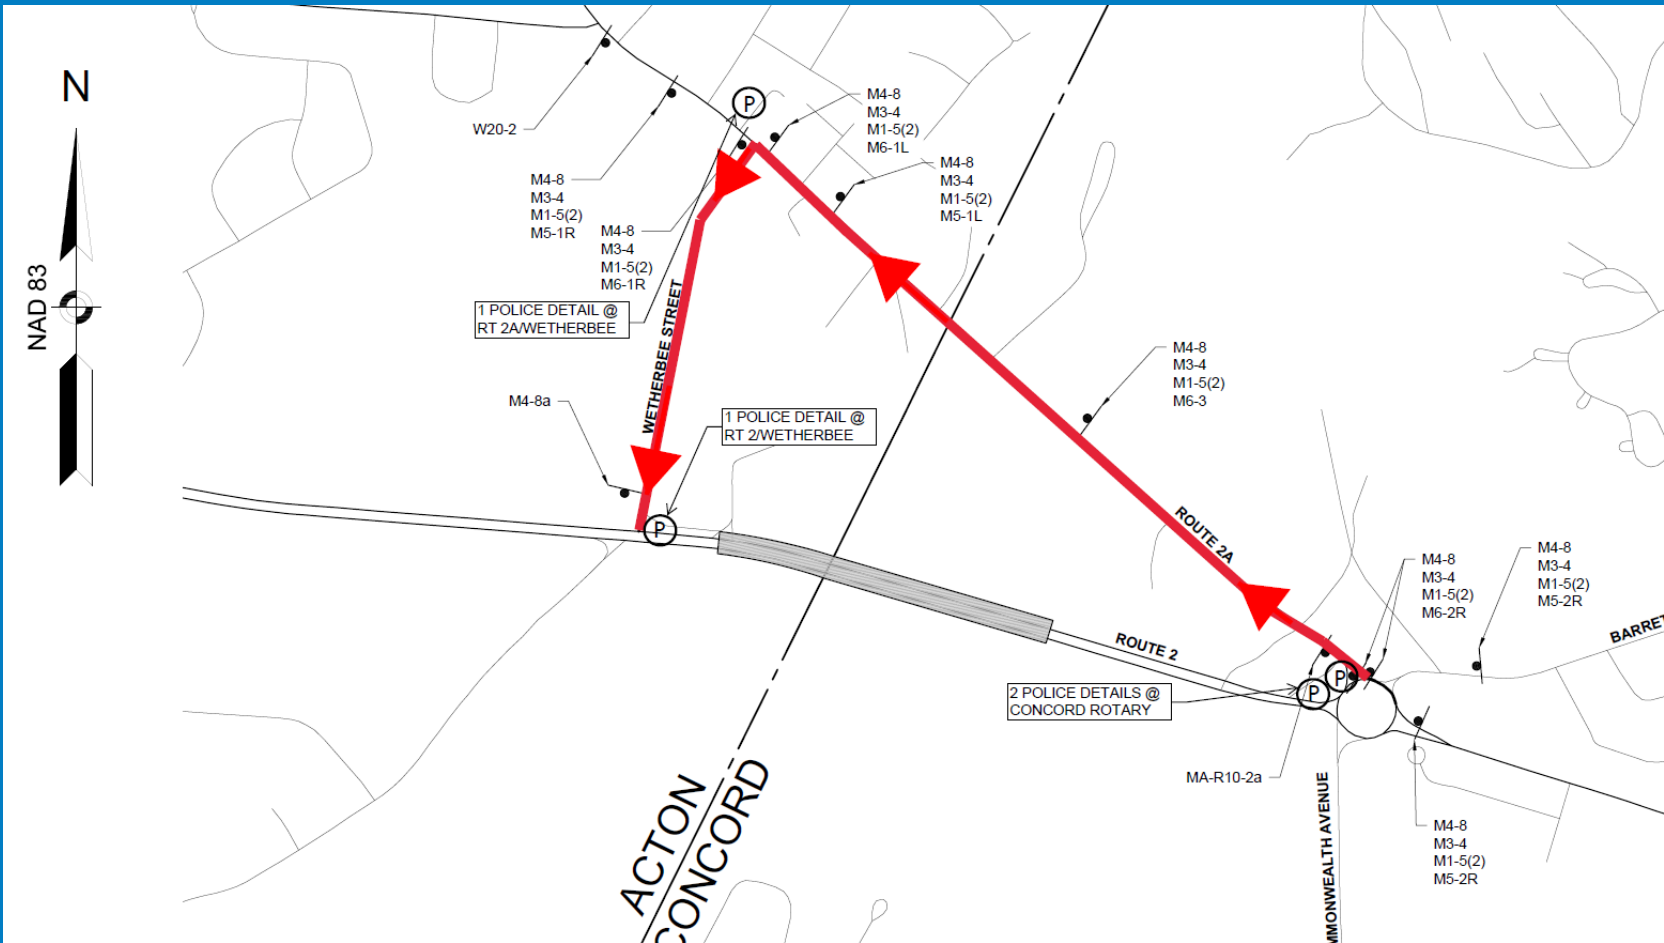 N
NAD 83
W20-2
M4-8
M3-4
M1-5(2)
M5-1R
M4-8
M3-4
M1-5(2)
M6-1R
M4-8
M3-4
M1-5(2)
M6-1L
M4-8
M3-4
M1-5(2)
M5-1L
P
1 POLICE DETAIL @
RT 2A/WETHERBEE
WETHERBEE STREET
M4-8a
1 POLICE DETAIL @
RT 2/WETHERBEE
P
M4-8
M3-4
M1-5(2)
M6-3
ROUTE 2A
M4-8
M3-4
M1-5(2)
M6-2R
M4-8
M3-4
M1-5(2)
M5-2R
BARRET
ROUTE 2
2 POLICE DETAILS @
CONCORD ROTARY
P
P
MA-R10-2a
MMONWEALTH AVENUE
M4-8
M3-4
M1-5(2)
M5-2R
ACTON
CONCORD